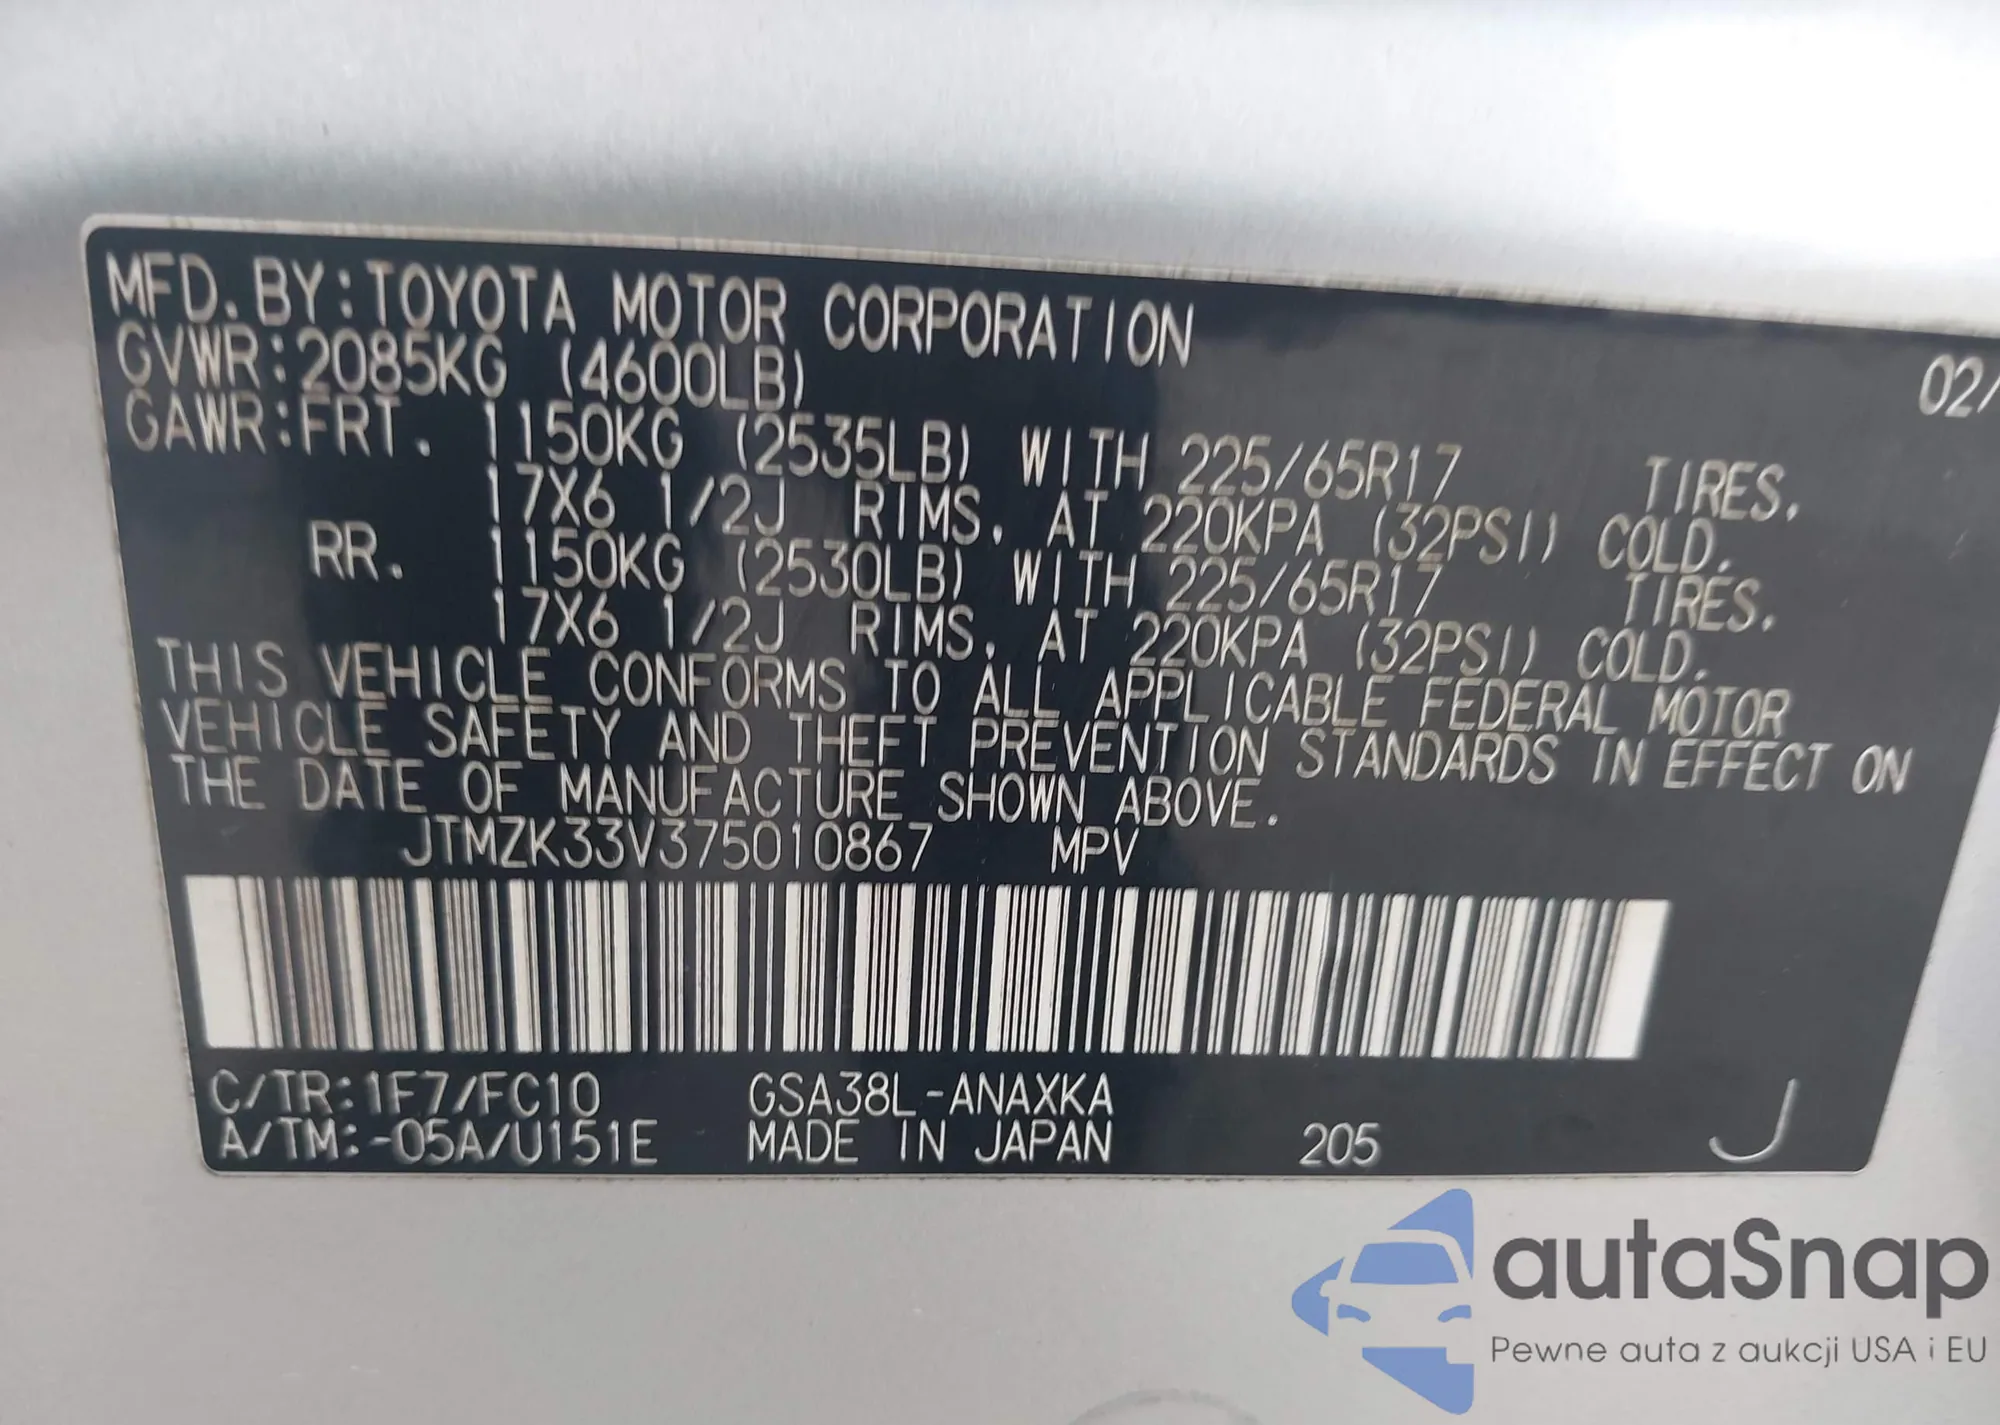 MFD. BY: TOYOTA MOTOR CORPORATION 02/
GVWR: 2085KG (4600LB)
GAWR: FRT. 1150KG (2535LB) WITH 225/65R17 TIRES,
17X6 1/2J RIMS, AT 220KPA (32PSI) COLD.
RR. 1150KG (2530LB) WITH 225/65R17 TIRES,
17X6 1/2J RIMS, AT 220KPA (32PSI) COLD.
THIS VEHICLE CONFORMS TO ALL APPLICABLE FEDERAL MOTOR
VEHICLE SAFETY AND THEFT PREVENTION STANDARDS IN EFFECT ON
THE DATE OF MANUFACTURE SHOWN ABOVE.
JTMZK33V375010867 MPV
C/TR: 1F7/FC10 GSA38L-ANAXKA
A/TM: -05A/U151E MADE IN JAPAN 205 J
autaSnap
Pewne auta z aukcji USA i EU